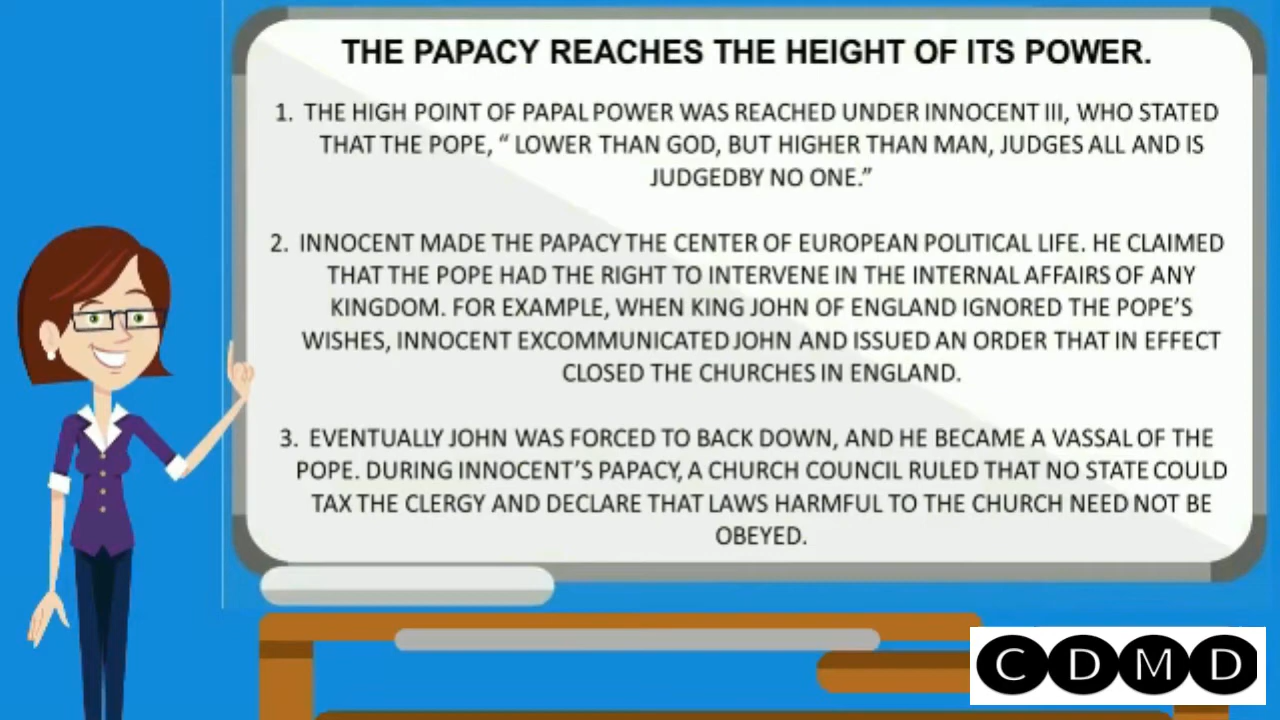 THE PAPACY REACHES THE HEIGHT OF ITS POWER.
1. THE HIGH POINT OF PAPAL POWER WAS REACHED UNDER INNOCENT III, WHO STATED
THAT THE POPE, “ LOWER THAN GOD, BUT HIGHER THAN MAN, JUDGES ALL AND IS
JUDGEDBY NO ONE.”
2. INNOCENT MADE THE PAPACY THE CENTER OF EUROPEAN POLITICAL LIFE. HE CLAIMED
THAT THE POPE HAD THE RIGHT TO INTERVENE IN THE INTERNAL AFFAIRS OF ANY
KINGDOM. FOR EXAMPLE, WHEN KING JOHN OF ENGLAND IGNORED THE POPE’S
WISHES, INNOCENT EXCOMMUNICATED JOHN AND ISSUED AN ORDER THAT IN EFFECT
CLOSED THE CHURCHES IN ENGLAND.
3. EVENTUALLY JOHN WAS FORCED TO BACK DOWN, AND HE BECAME A VASSAL OF THE
POPE. DURING INNOCENT’S PAPACY, A CHURCH COUNCIL RULED THAT NO STATE COULD
TAX THE CLERGY AND DECLARE THAT LAWS HARMFUL TO THE CHURCH NEED NOT BE
OBEYED.
CDMD